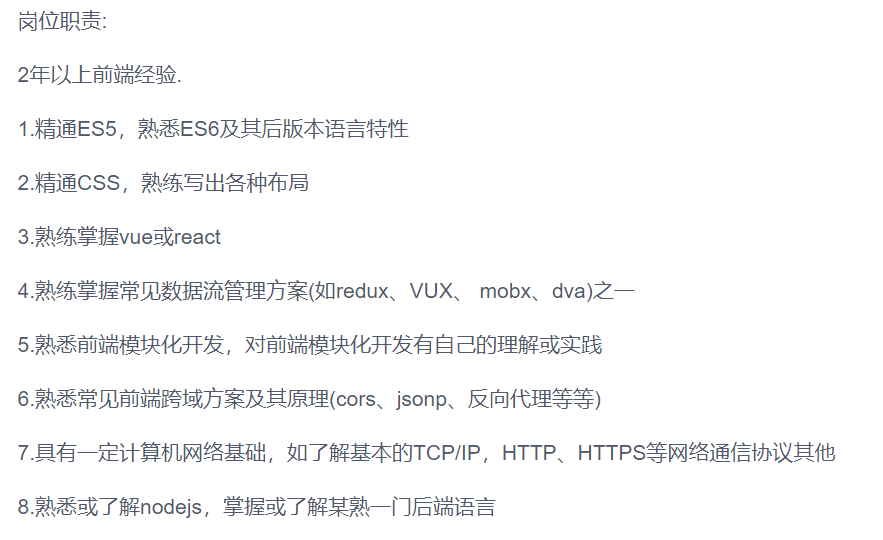 岗位职责:
2年以上前端经验.
1.精通ES5，熟悉ES6及其后版本语言特性
2.精通CSS，熟练写出各种布局
3.熟练掌握vue或react
4.熟练掌握常见数据流管理方案(如redux、VUX、 mobx、dva)之一
5.熟悉前端模块化开发，对前端模块化开发有自己的理解或实践
6.熟悉常见前端跨域方案及其原理(cors、jsonp、反向代理等等)
7.具有一定计算机网络基础，如了解基本的TCP/IP，HTTP、HTTPS等网络通信协议其他
8.熟悉或了解nodejs，掌握或了解某熟一门后端语言